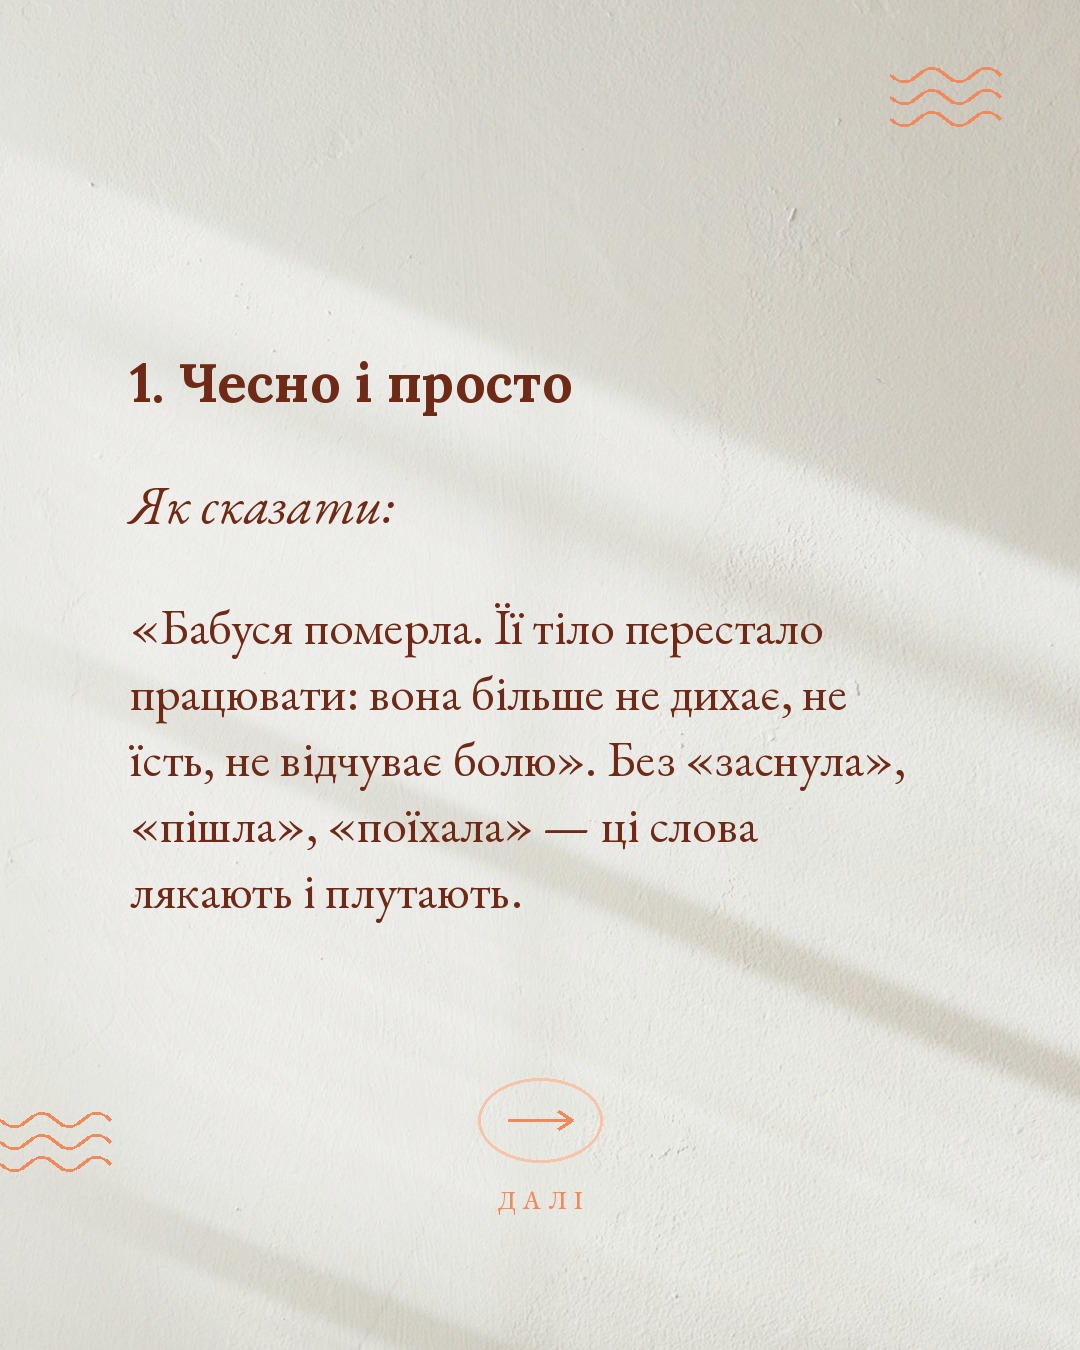 1. Чесно і просто
Як сказати:
«Бабуся померла. Її тіло перестало
працювати: вона більше не дихає, не
їсть, не відчуває болю». Без «заснула»,
«пішла», «поїхала» — ці слова
лякають і плутають.
ДАЛІ